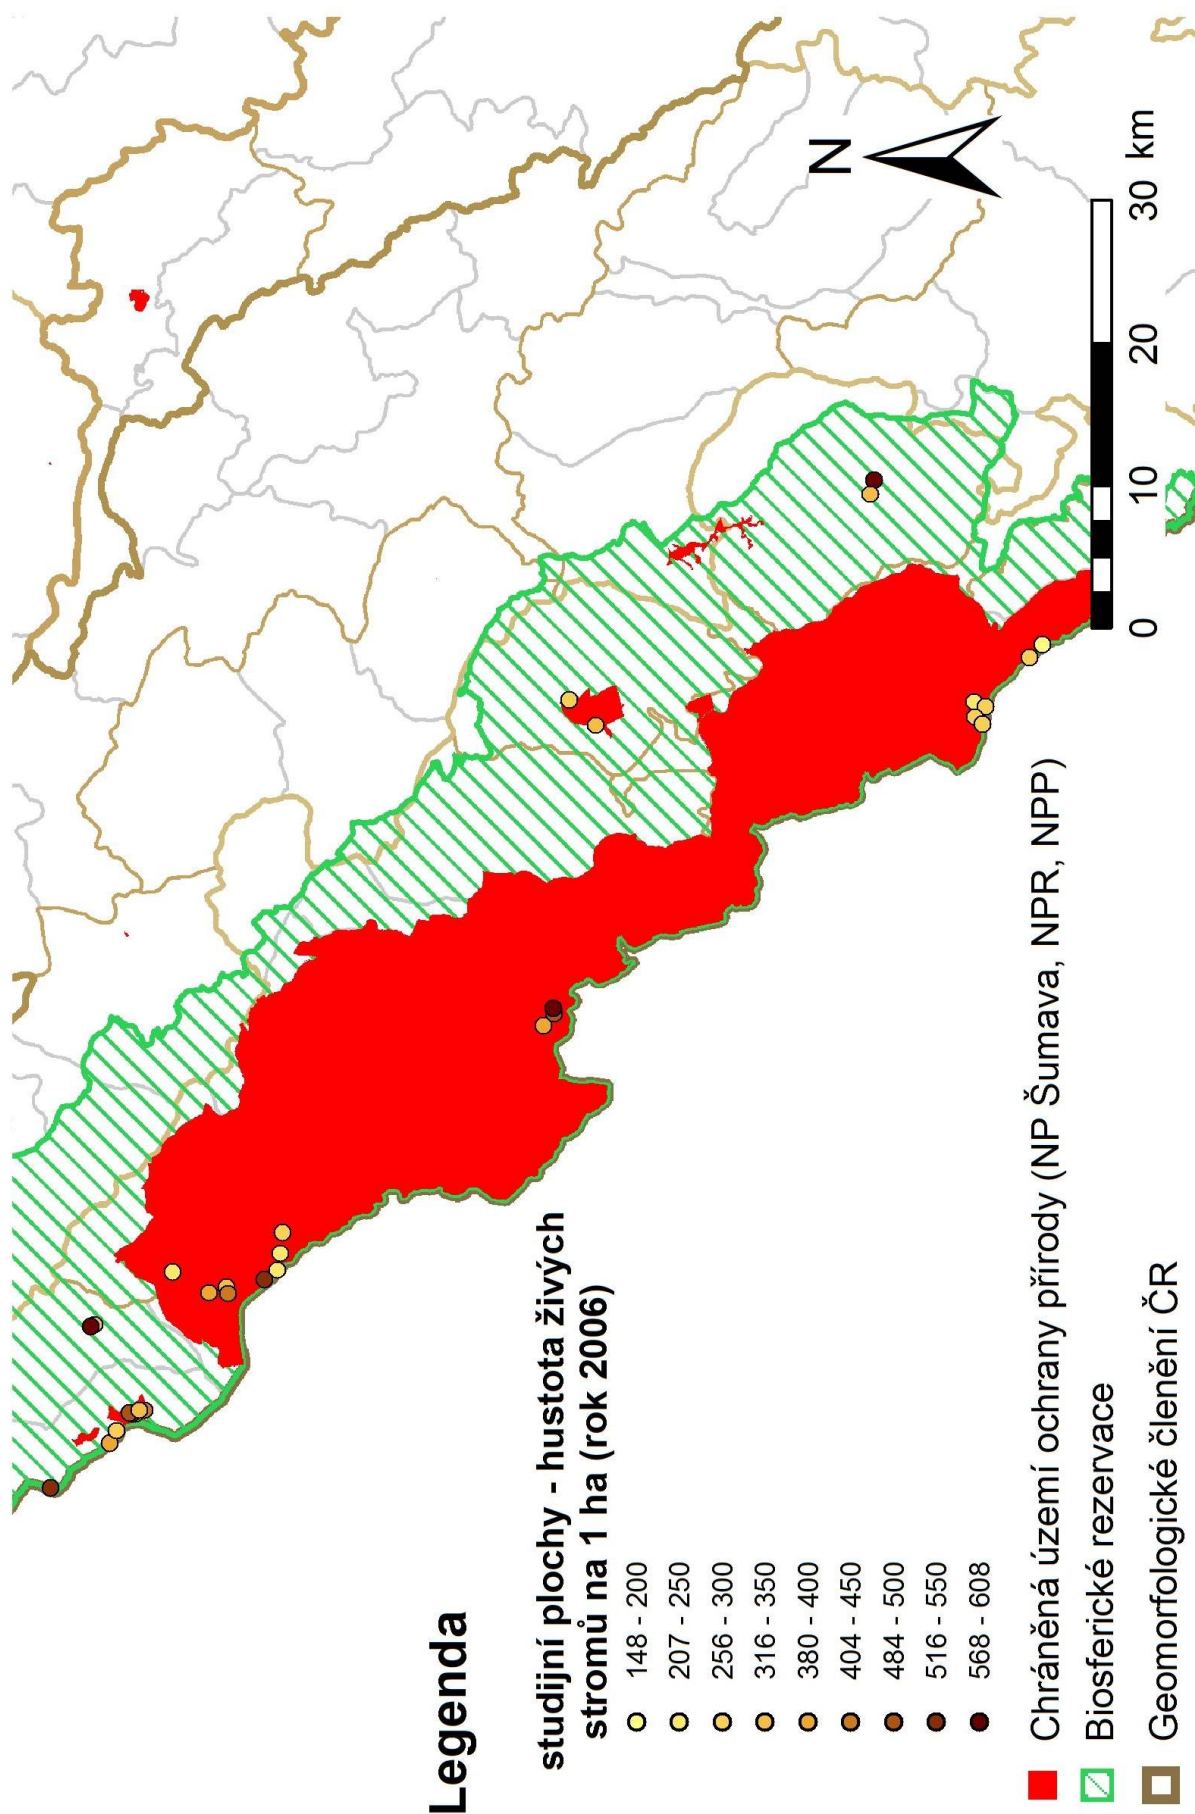 Legenda
studijní plochy - hustota živých
stromů na 1 ha (rok 2006)
148 - 200
207 - 250
256 - 300
316 - 350
380 - 400
404 - 450
484 - 500
516 - 550
568 - 608
Chráněná území ochrany přírody (NP Šumava, NPR, NPP)
Biosferické rezervace
Geomorfologické členění ČR
N
0 10 20 30 km